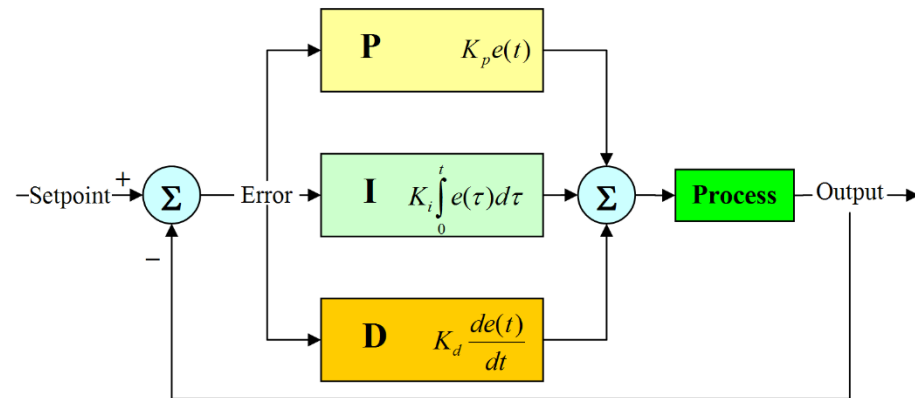 P K_p e(t)
Setpoint + Σ Error I K_i ∫_0^t e(τ)dτ Σ Process Output
−
D K_d de(t)/dt